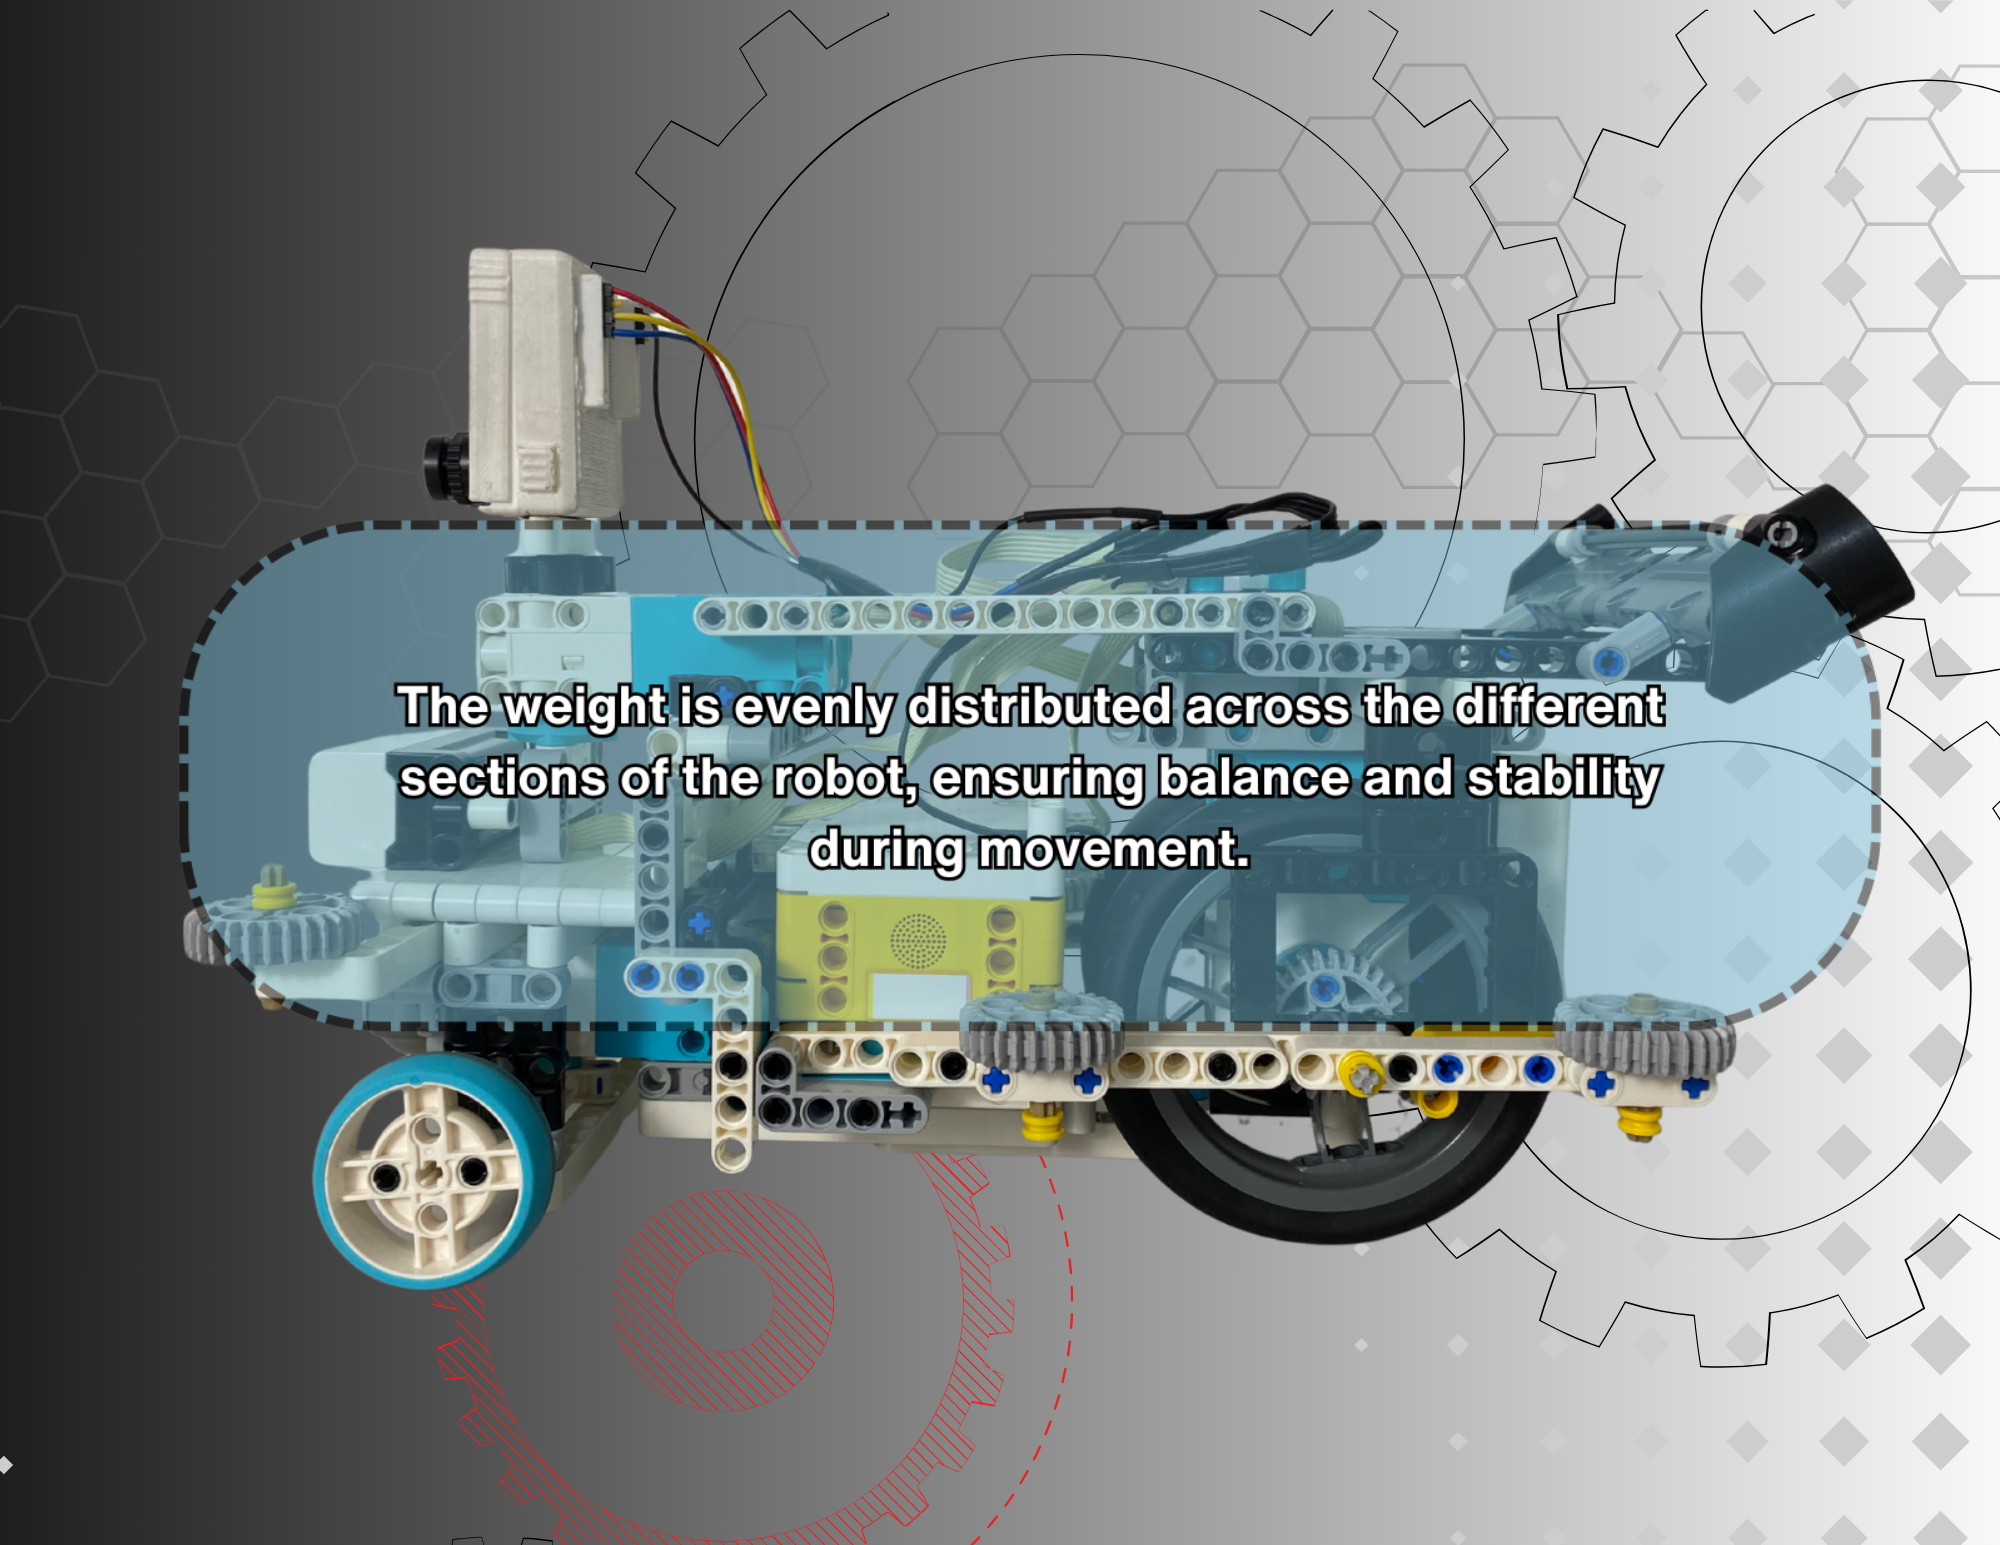 The weight is evenly distributed across the different
sections of the robot, ensuring balance and stability
during movement.